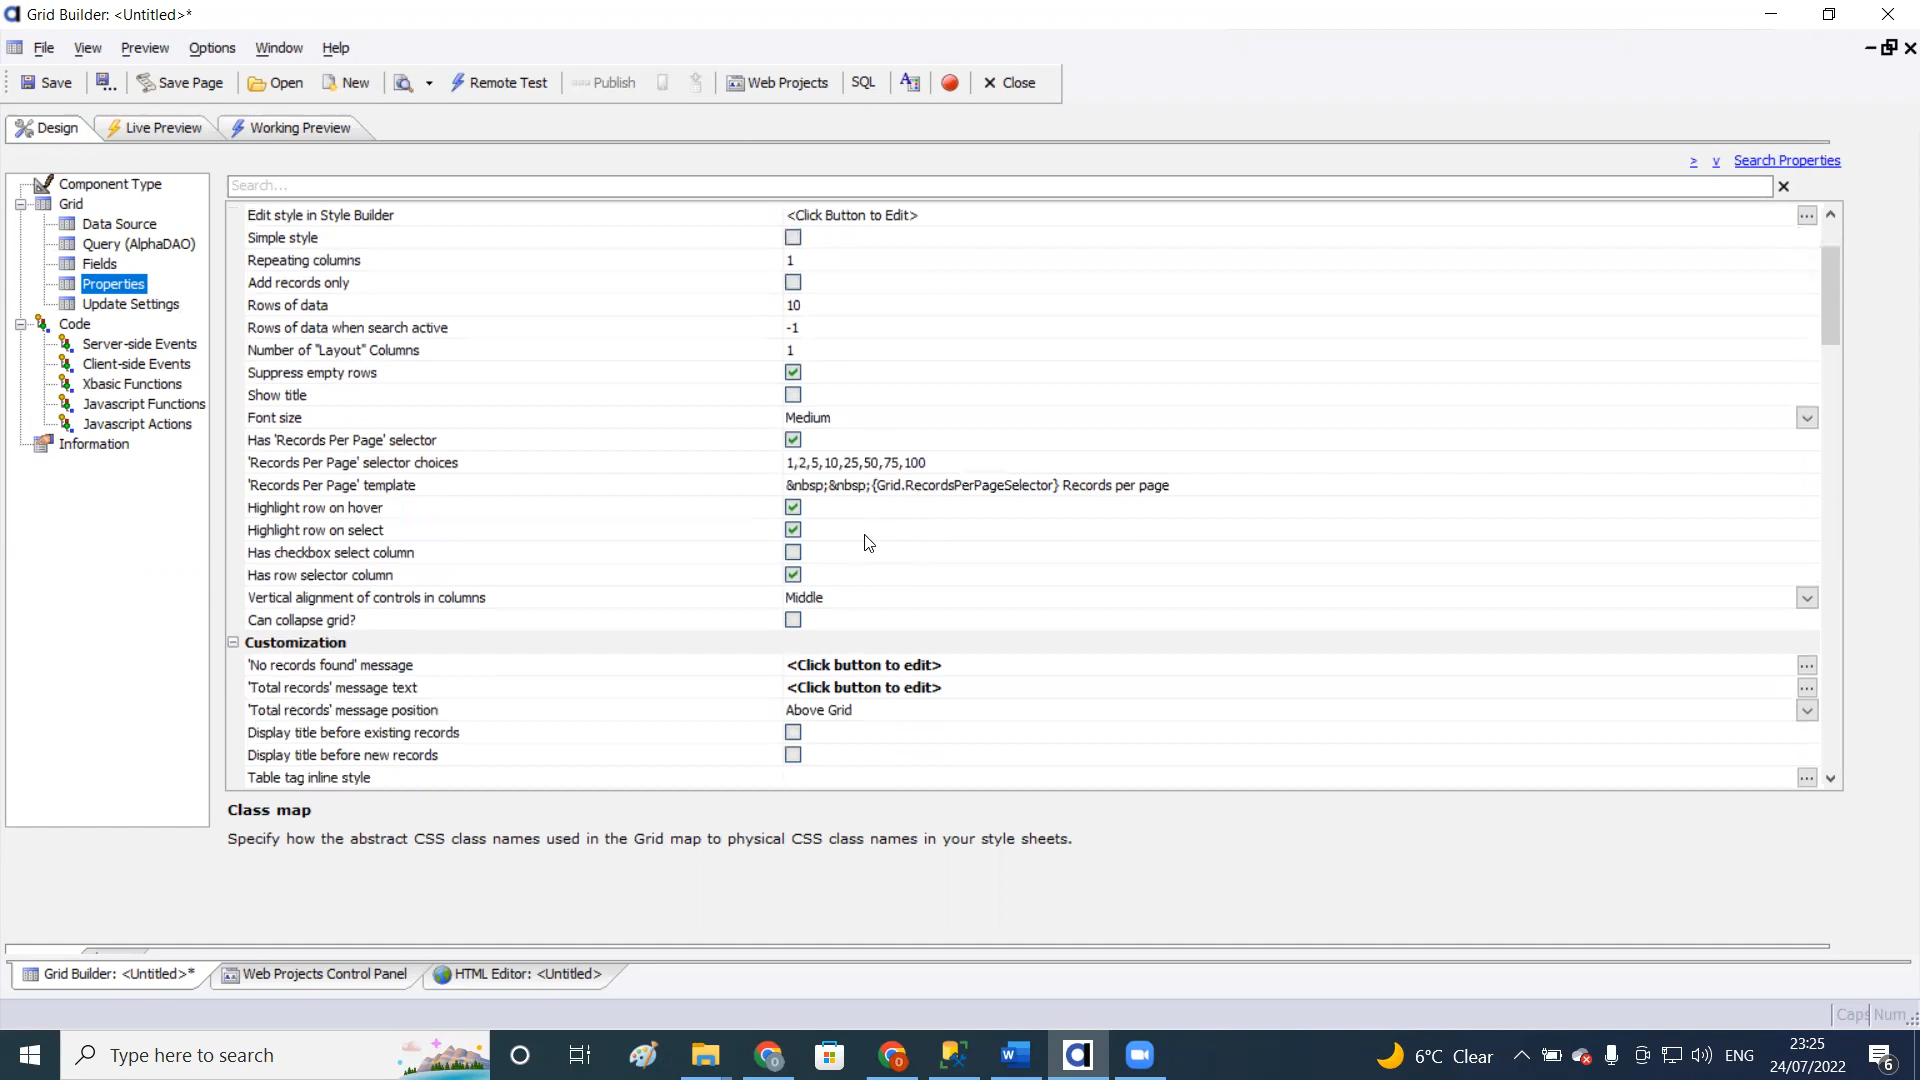 Grid Builder: <Untitled>*
File View Preview Options Window Help
Save Save Page Open New Remote Test Publish Web Projects SQL Close
Design Live Preview Working Preview
> v Search Properties
Search...
Component Type
Grid
Data Source
Query (AlphaDAO)
Fields
Properties
Update Settings
Code
Server-side Events
Client-side Events
Xbasic Functions
Javascript Functions
Javascript Actions
Information
Edit style in Style Builder <Click Button to Edit>
Simple style
Repeating columns 1
Add records only
Rows of data 10
Rows of data when search active -1
Number of "Layout" Columns 1
Suppress empty rows
Show title
Font size Medium
Has 'Records Per Page' selector
'Records Per Page' selector choices 1,2,5,10,25,50,75,100
'Records Per Page' template &nbsp;&nbsp;{Grid.RecordsPerPageSelector} Records per page
Highlight row on hover
Highlight row on select
Has checkbox select column
Has row selector column
Vertical alignment of controls in columns Middle
Can collapse grid?
Customization
'No records found' message <Click button to edit>
'Total records' message text <Click button to edit>
'Total records' message position Above Grid
Display title before existing records
Display title before new records
Table tag inline style
Class map
Specify how the abstract CSS class names used in the Grid map to physical CSS class names in your style sheets.
Grid Builder: <Untitled>* Web Projects Control Panel HTML Editor: <Untitled>
Caps Num
Type here to search
6°C Clear
ENG
23:25
24/07/2022
6